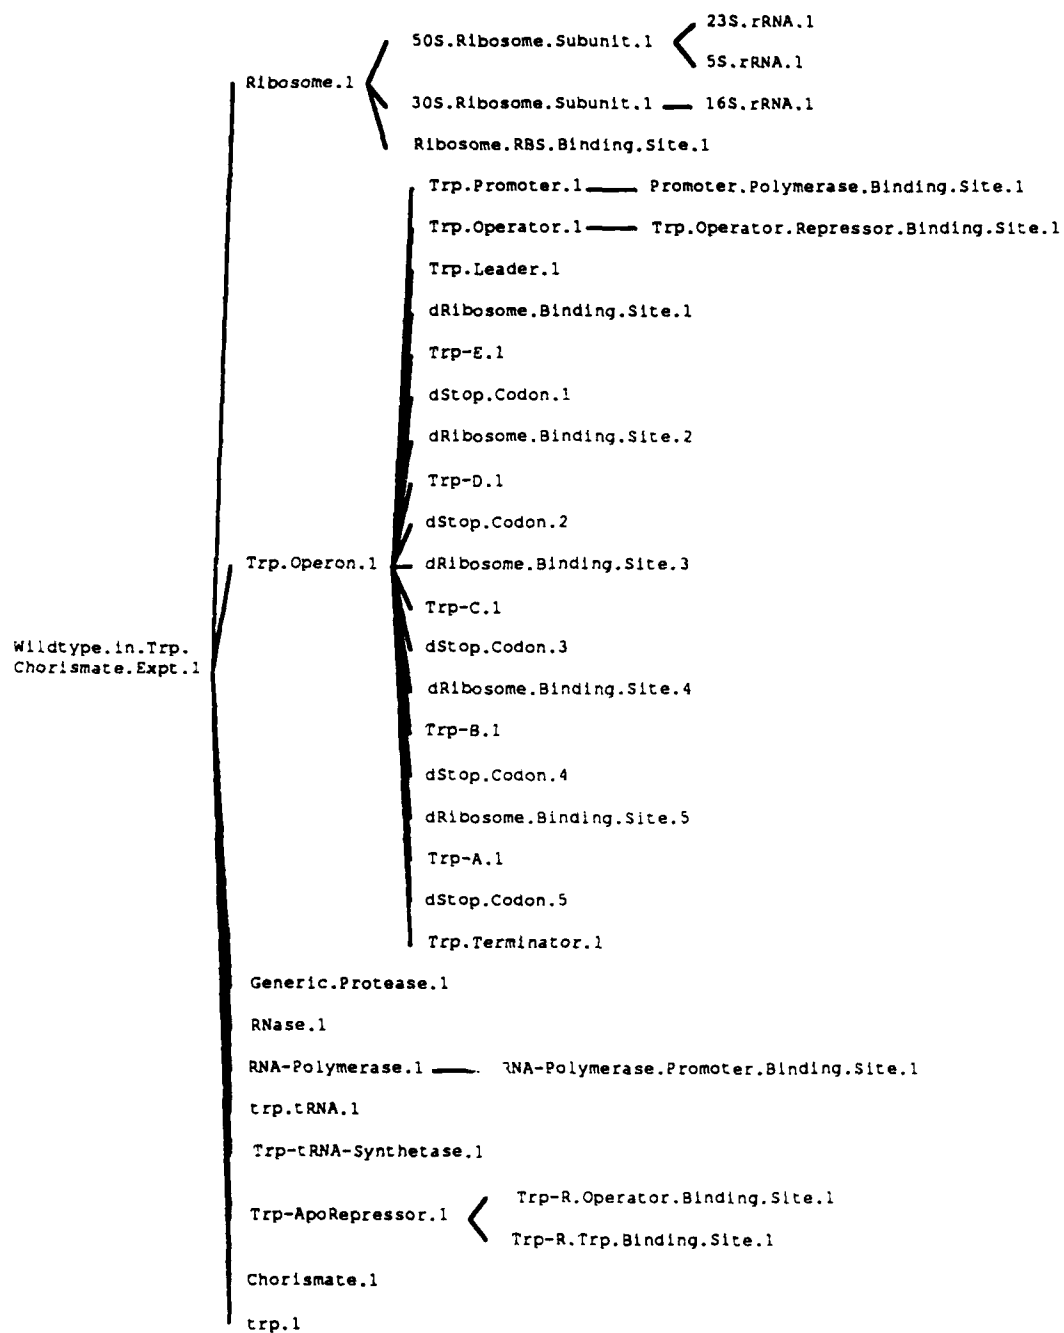 23S.rRNA.1
50S.Ribosome.Subunit.1
5S.rRNA.1
Ribosome.1
30S.Ribosome.Subunit.1
16S.rRNA.1
Ribosome.RBS.Binding.Site.1
Trp.Promoter.1
Promoter.Polymerase.Binding.Site.1
Trp.Operator.1
Trp.Operator.Repressor.Binding.Site.1
Trp.Leader.1
dRibosome.Binding.Site.1
Trp-E.1
dStop.Codon.1
dRibosome.Binding.Site.2
Trp-D.1
dStop.Codon.2
Trp.Operon.1
dRibosome.Binding.Site.3
Trp-C.1
Wildtype.in.Trp.
Chorismate.Expt.1
dStop.Codon.3
dRibosome.Binding.Site.4
Trp-B.1
dStop.Codon.4
dRibosome.Binding.Site.5
Trp-A.1
dStop.Codon.5
Trp.Terminator.1
Generic.Protease.1
RNase.1
RNA-Polymerase.1
RNA-Polymerase.Promoter.Binding.Site.1
trp.tRNA.1
Trp-tRNA-Synthetase.1
Trp-R.Operator.Binding.Site.1
Trp-ApoRepressor.1
Trp-R.Trp.Binding.Site.1
Chorismate.1
trp.1